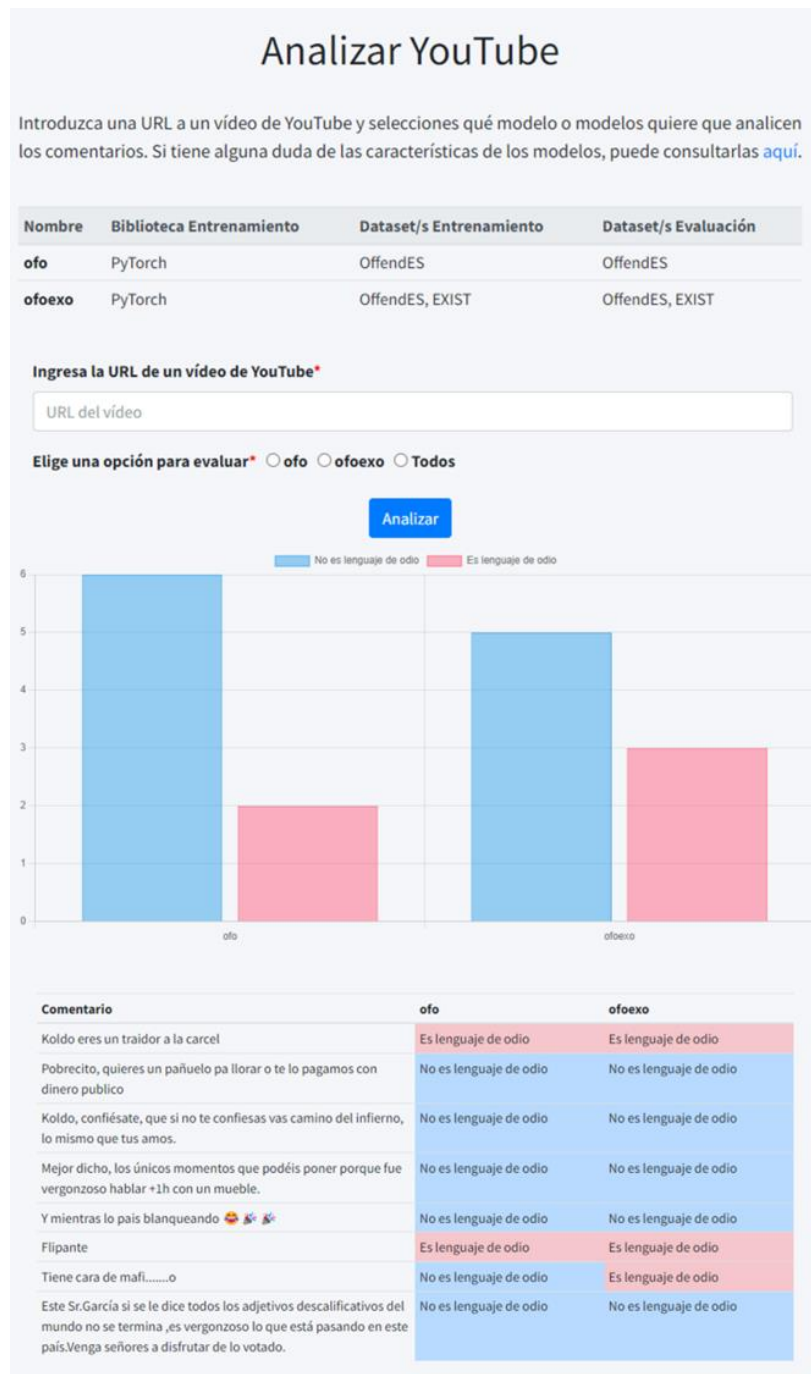 Analizar YouTube
Introduzca una URL a un vídeo de YouTube y selecciones qué modelo o modelos quiere que analicen
los comentarios. Si tiene alguna duda de las características de los modelos, puede consultarlas aquí.
Nombre Biblioteca Entrenamiento Dataset/s Entrenamiento Dataset/s Evaluación
ofo PyTorch OffendES OffendES
ofoexo PyTorch OffendES, EXIST OffendES, EXIST
Ingresa la URL de un vídeo de YouTube*
URL del vídeo
Elige una opción para evaluar* ofo ofoexo Todos
Analizar
No es lenguaje de odio Es lenguaje de odio
6
5
4
3
2
1
0
ofo ofoexo
Comentario ofo ofoexo
Koldo eres un traidor a la carcel Es lenguaje de odio Es lenguaje de odio
Pobrecito, quieres un pañuelo pa llorar o te lo pagamos con No es lenguaje de odio No es lenguaje de odio
dinero publico
Koldo, confiésate, que si no te confiesas vas camino del infierno, No es lenguaje de odio No es lenguaje de odio
lo mismo que tus amos.
Mejor dicho, los únicos momentos que podéis poner porque fue No es lenguaje de odio No es lenguaje de odio
vergonzoso hablar +1h con un mueble.
Y mientras lo pais blanqueando 😂 🎉 🎉 No es lenguaje de odio No es lenguaje de odio
Flipante Es lenguaje de odio Es lenguaje de odio
Tiene cara de mafi.......o No es lenguaje de odio Es lenguaje de odio
Este Sr.García si se le dice todos los adjetivos descalificativos del No es lenguaje de odio No es lenguaje de odio
mundo no se termina ,es vergonzoso lo que está pasando en este
país.Venga señores a disfrutar de lo votado.